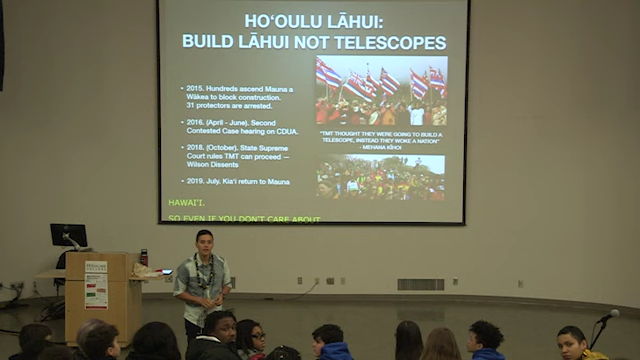 HOʻOULU LĀHUI:
BUILD LĀHUI NOT TELESCOPES
• 2015. Hundreds ascend Mauna a
Wākea to block construction.
31 protectors are arrested.
• 2016. (April - June). Second
Contested Case hearing on CDUA.
• 2018. (October). State Supreme
Court rules TMT can proceed —
Wilson Dissents
• 2019. July. Kiaʻi return to Mauna
"TMT THOUGHT THEY WERE GOING TO BUILD A
TELESCOPE, INSTEAD THEY WOKE A NATION"
- MEHANA KĪHOI
HAWAIʻI.
SO EVEN IF YOU DON'T CARE ABOUT